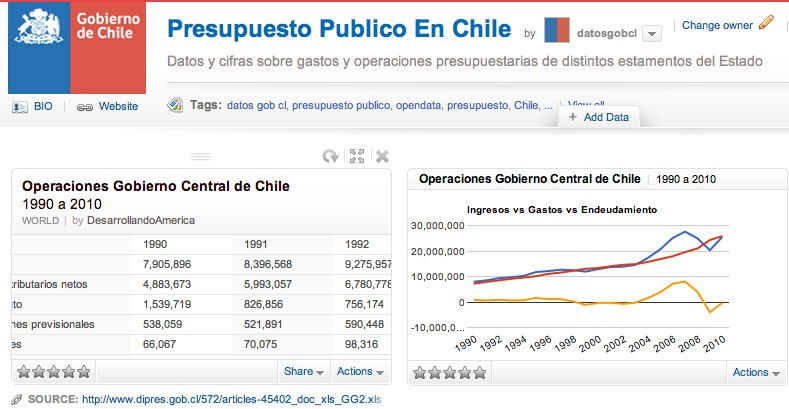 Gobierno
de Chile
Presupuesto Publico En Chile by datosgobcl Change owner
Datos y cifras sobre gastos y operaciones presupuestarias de distintos estamentos del Estado
BIO Website
Tags: datos gob cl, presupuesto publico, opendata, presupuesto, Chile, ... View all
+ Add Data
Operaciones Gobierno Central de Chile
1990 a 2010
WORLD | by DesarrollandoAmerica
1990 1991 1992
7,905,896 8,396,568 9,275,957
tributarios netos 4,883,673 5,993,057 6,780,778
to 1,539,719 826,856 756,174
nes previsionales 538,059 521,891 590,448
es 66,067 70,075 98,316
Share Actions
Operaciones Gobierno Central de Chile | 1990 a 2010
Ingresos vs Gastos vs Endeudamiento
30,000,000
20,000,000
10,000,000
0
-10,000,0...
1990 1992 1994 1996 1998 2000 2002 2004 2006 2008 2010
Actions
SOURCE: http://www.dipres.gob.cl/572/articles-45402_doc_xls_GG2.xls